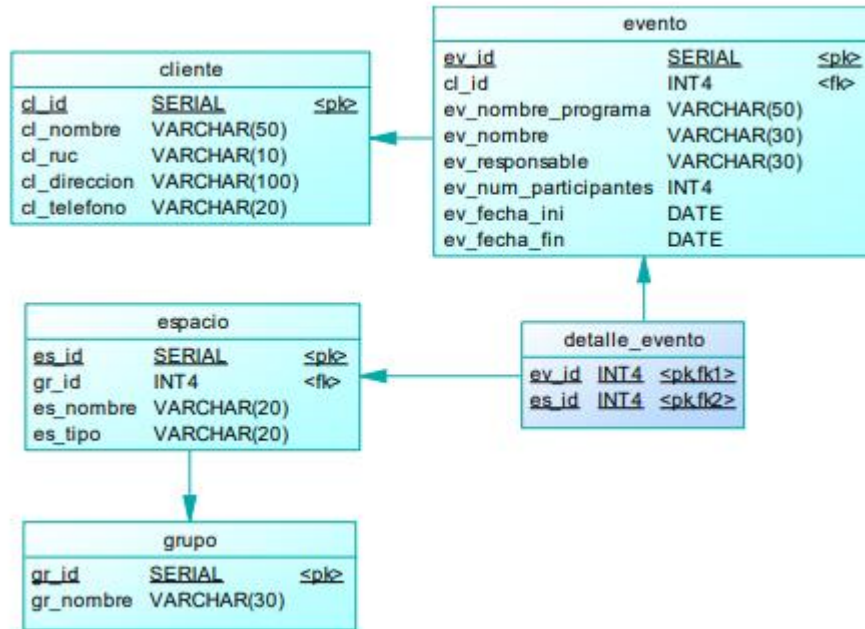 cliente
cl_id SERIAL <pk>
cl_nombre VARCHAR(50)
cl_ruc VARCHAR(10)
cl_direccion VARCHAR(100)
cl_telefono VARCHAR(20)
evento
ev_id SERIAL <pk>
cl_id INT4 <fk>
ev_nombre_programa VARCHAR(50)
ev_nombre VARCHAR(30)
ev_responsable VARCHAR(30)
ev_num_participantes INT4
ev_fecha_ini DATE
ev_fecha_fin DATE
espacio
es_id SERIAL <pk>
gr_id INT4 <fk>
es_nombre VARCHAR(20)
es_tipo VARCHAR(20)
detalle_evento
ev_id INT4 <pk,fk1>
es_id INT4 <pk,fk2>
grupo
gr_id SERIAL <pk>
gr_nombre VARCHAR(30)